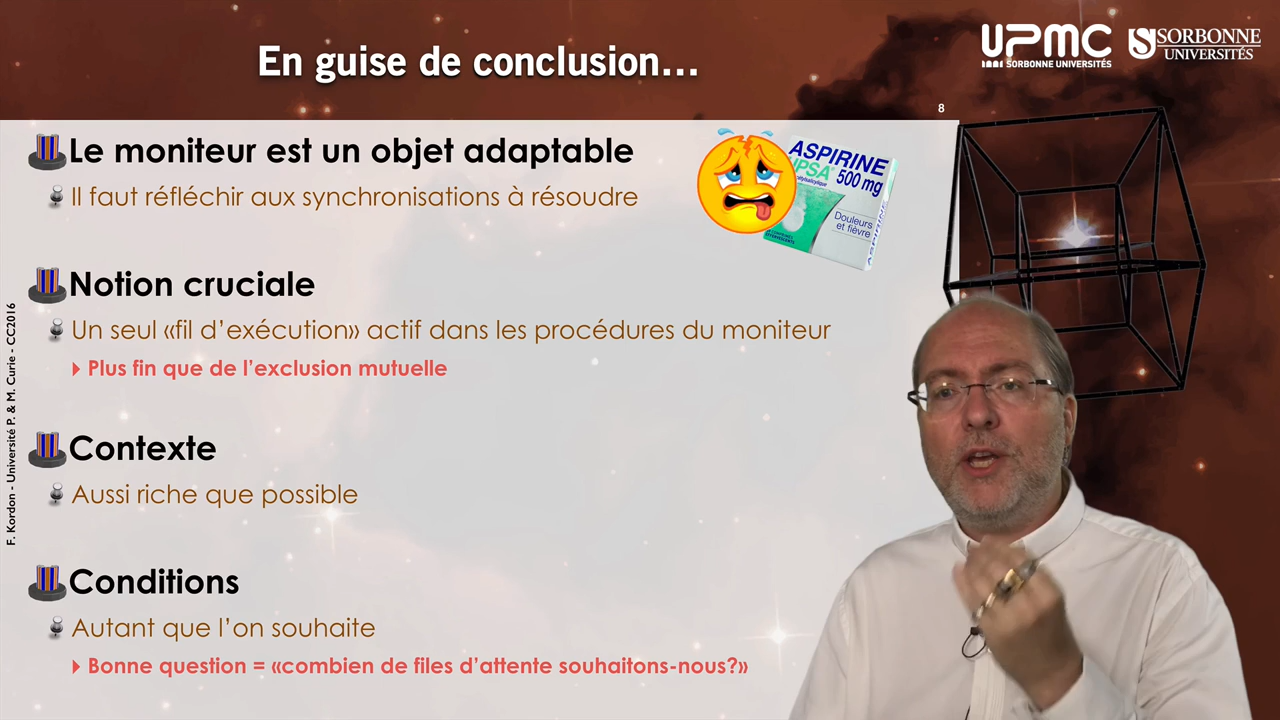 En guise de conclusion...
UPMC
SORBONNE UNIVERSITÉS
SORBONNE
UNIVERSITÉS
8
Le moniteur est un objet adaptable
Il faut réfléchir aux synchronisations à résoudre
ASPIRINE
UPSA
500 mg
Douleurs
et fièvre
ASPIRINE
Notion cruciale
Un seul «fil d’exécution» actif dans les procédures du moniteur
Plus fin que de l’exclusion mutuelle
Contexte
Aussi riche que possible
Conditions
Autant que l’on souhaite
Bonne question = «combien de files d’attente souhaitons-nous?»
F. Kordon - Université P. & M. Curie - CC2016